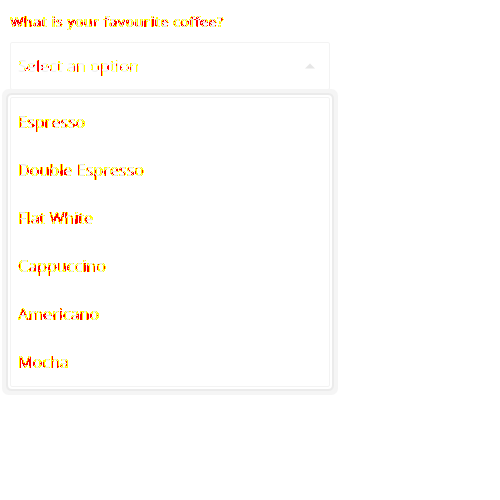 What is your favourite coffee?
Select an option
Espresso
Double Espresso
Flat White
Cappuccino
Americano
Mocha